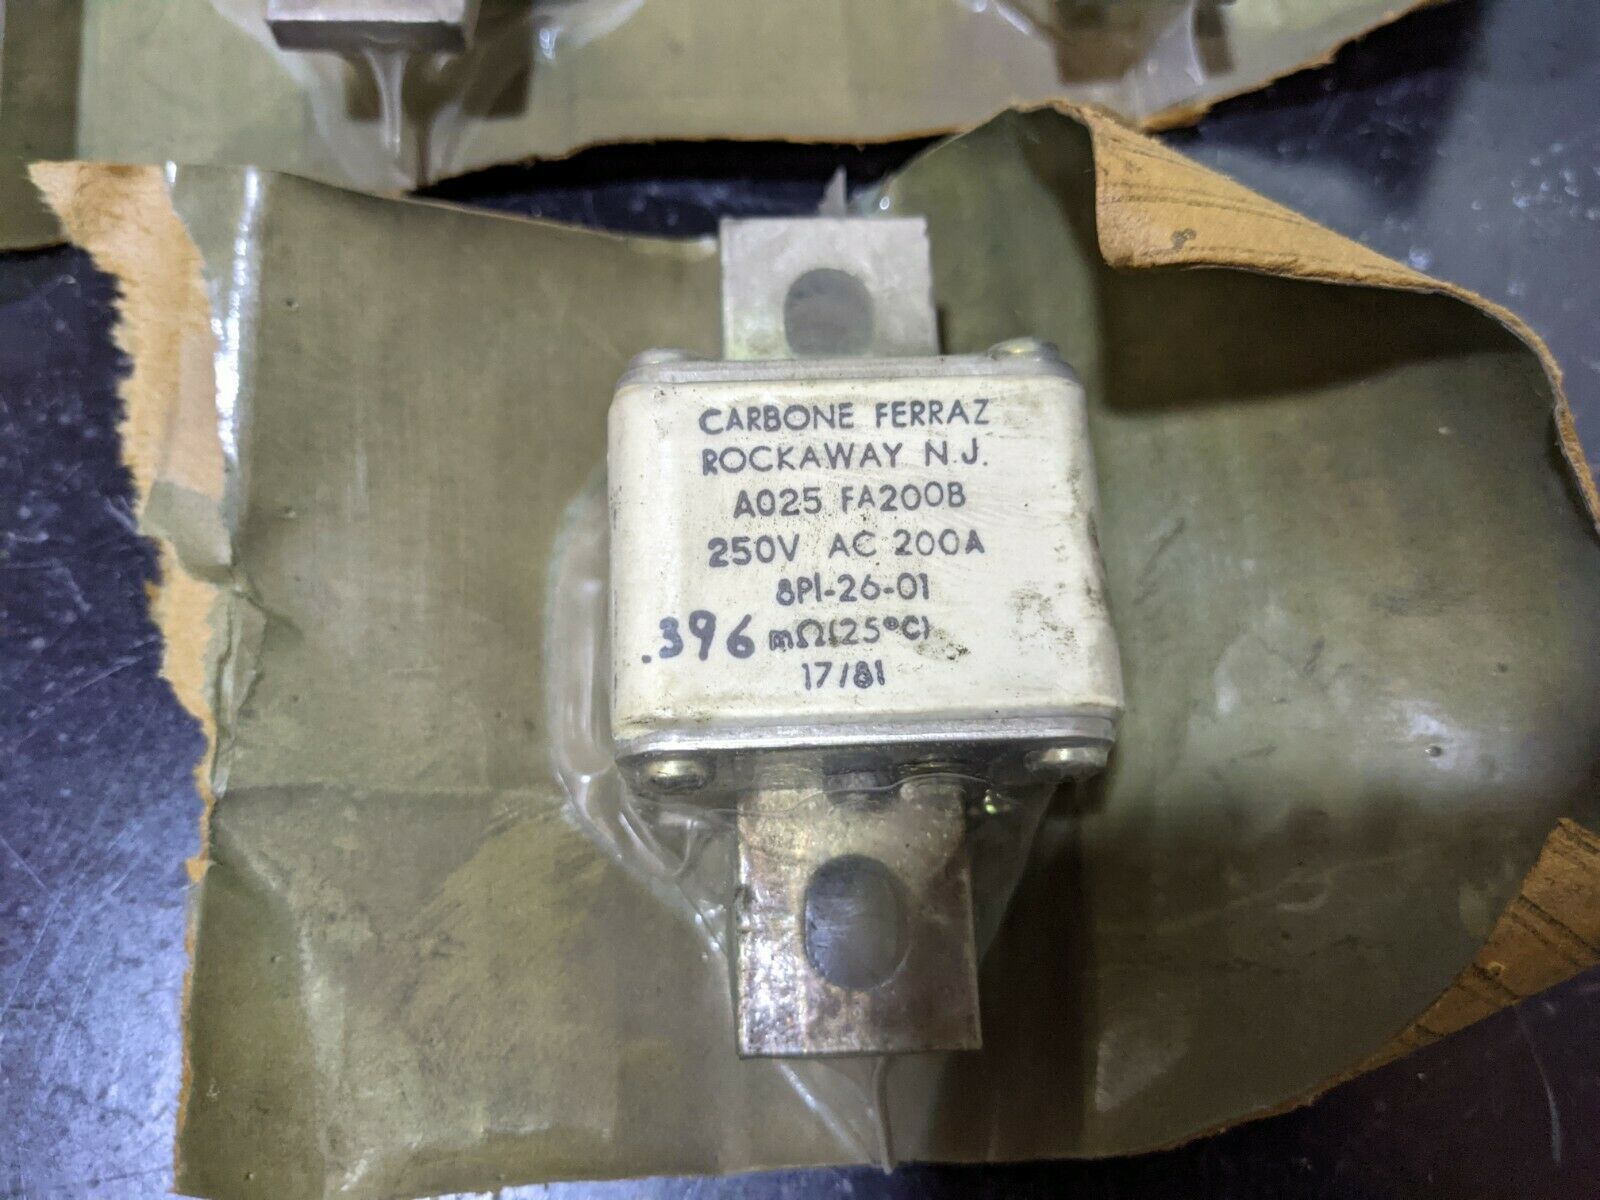 CARBONE FERRAZ
ROCKAWAY N.J.
A025 FA200B
250V AC 200A
8PI-26-01
.396 mΩ(25°C)
17/81